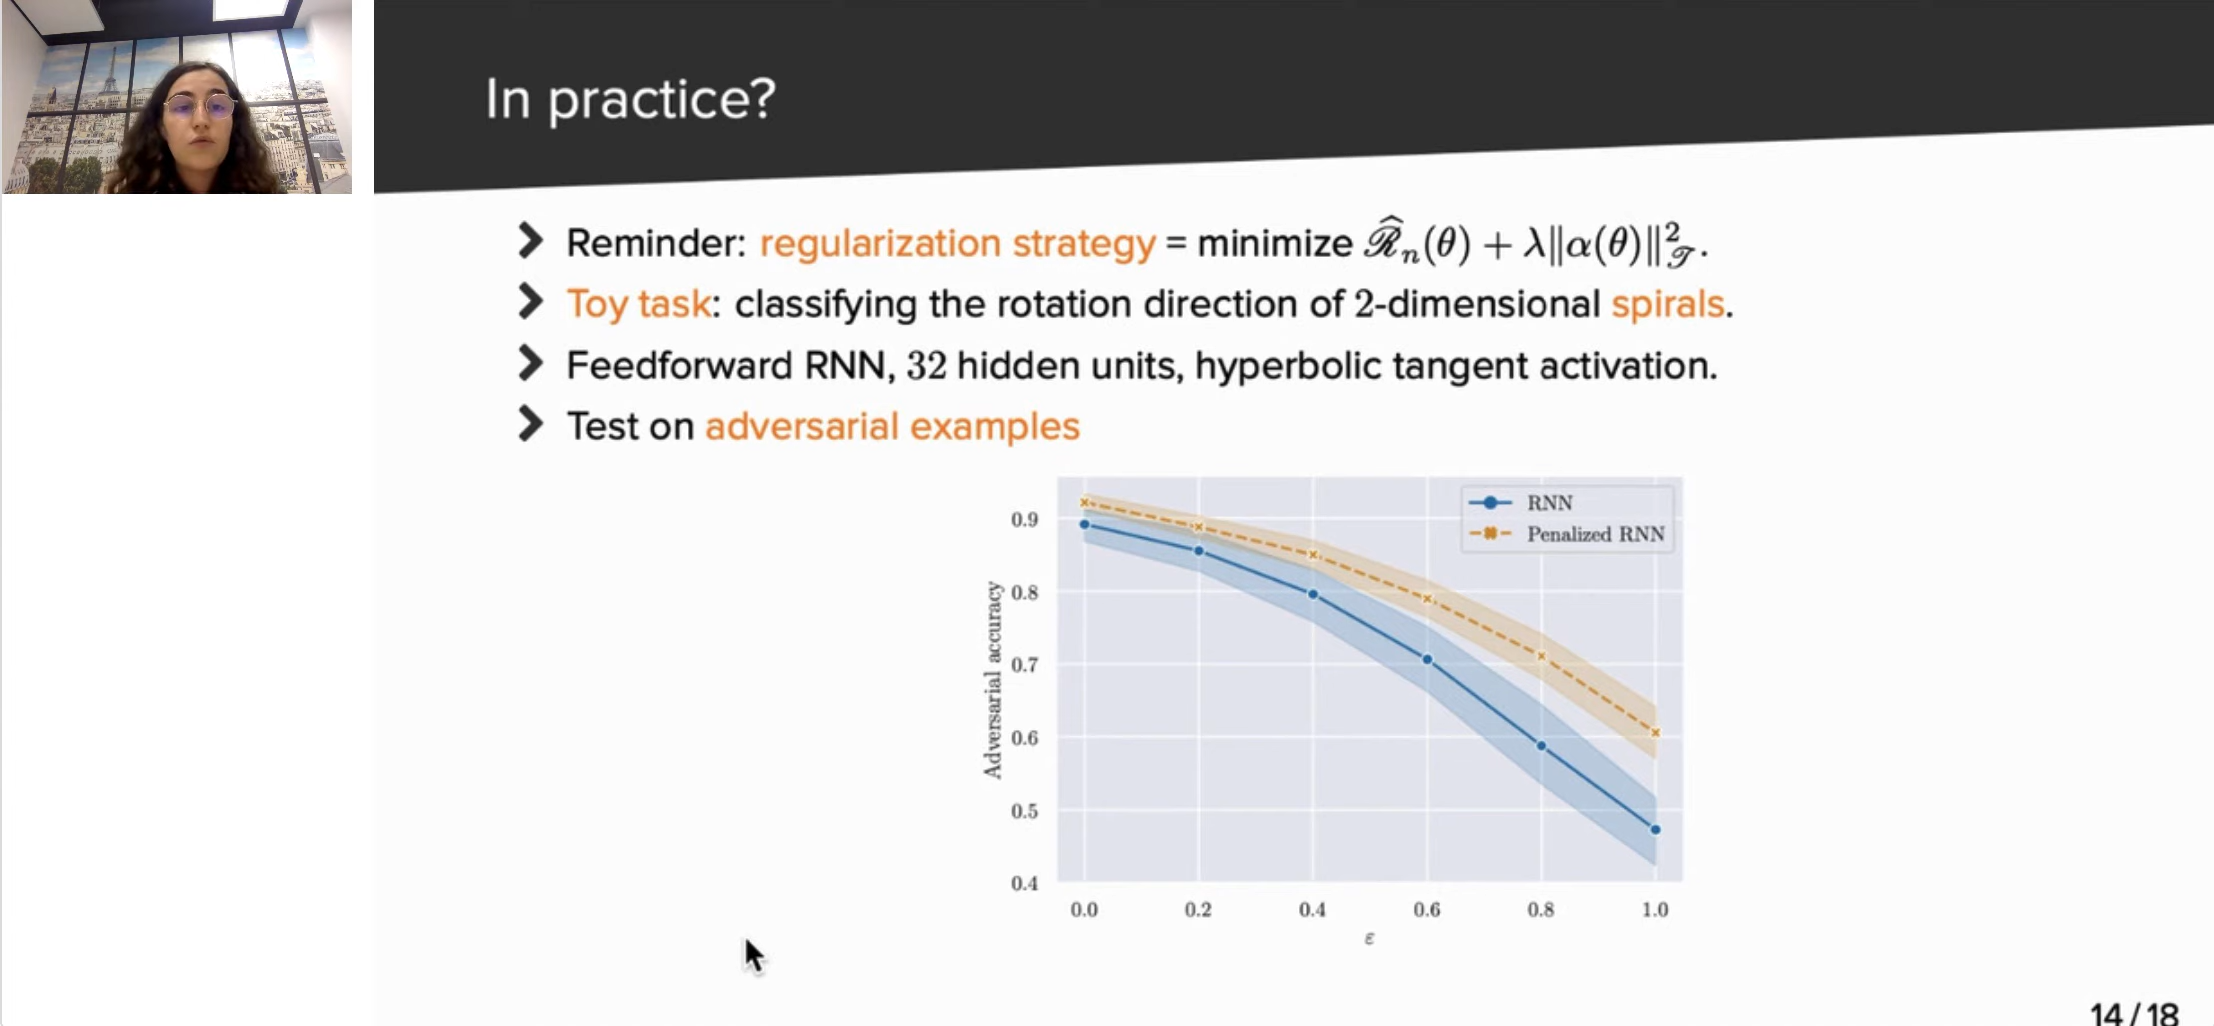 In practice?
Reminder: regularization strategy = minimize $\widehat{\mathscr{R}}_n(\theta) + \lambda \|\alpha(\theta)\|^2_{\mathscr{T}}$.
Toy task: classifying the rotation direction of 2-dimensional spirals.
Feedforward RNN, 32 hidden units, hyperbolic tangent activation.
Test on adversarial examples
RNN
Penalized RNN
Adversarial accuracy
0.9
0.8
0.7
0.6
0.5
0.4
0.0 0.2 0.4 0.6 0.8 1.0
ε
14 / 18